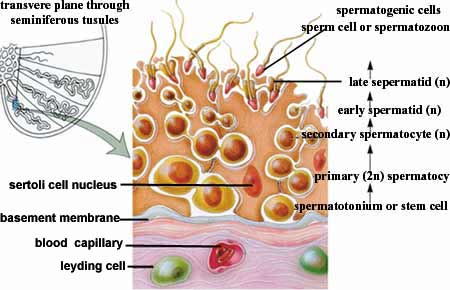 transvere plane through
seminiferous tusules
spermatogenic cells
sperm cell or spermatozoon
late sepermatid (n)
early spermatid (n)
secondary spermatocyte (n)
primary (2n) spermatocy
spermatotonium or stem cell
sertoli cell nucleus
basement membrane
blood capillary
leyding cell